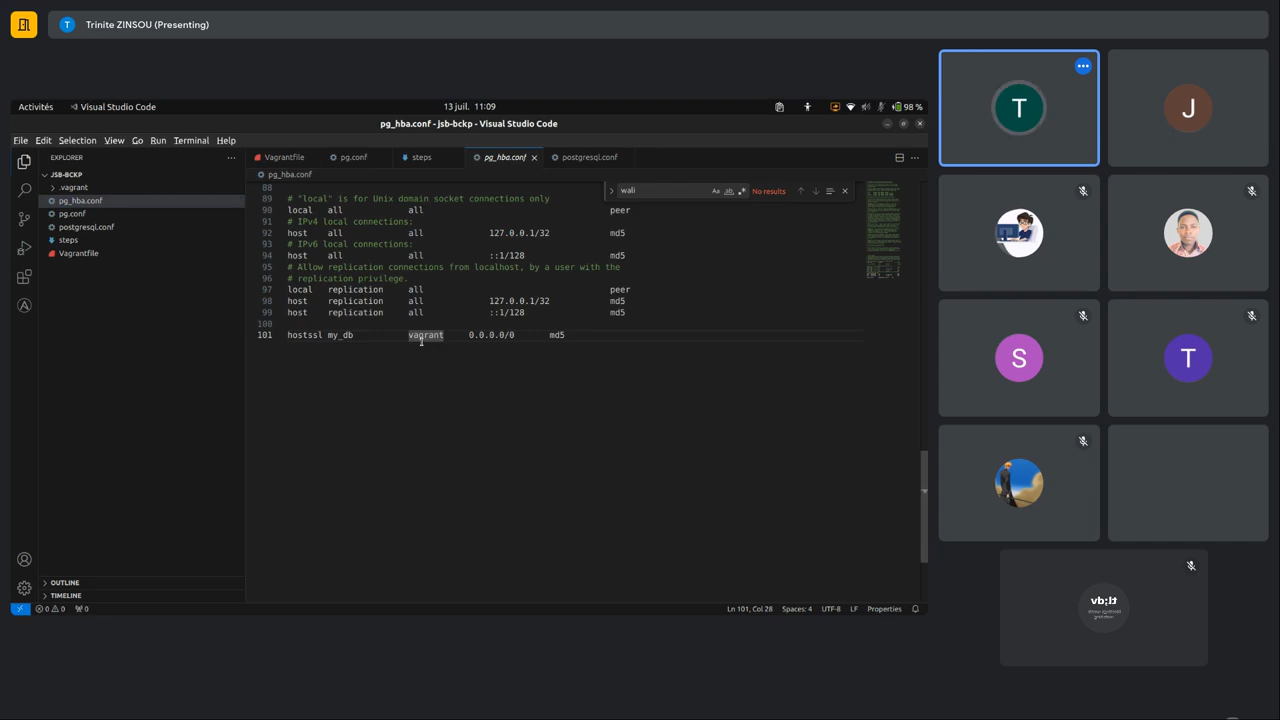 T Trinite ZINSOU (Presenting)
Activités Visual Studio Code 13 juil. 11:09 98 %
pg_hba.conf - jsb-bckp - Visual Studio Code
File Edit Selection View Go Run Terminal Help
EXPLORER ... Vagrantfile pg.conf steps pg_hba.conf postgresql.conf
JSB-BCKP
.vagrant
pg_hba.conf
pg.conf
postgresql.conf
steps
Vagrantfile
OUTLINE
TIMELINE
pg_hba.conf
wali Aa ab .* No results
88
89 # "local" is for Unix domain socket connections only
90 local all all peer
91 # IPv4 local connections:
92 host all all 127.0.0.1/32 md5
93 # IPv6 local connections:
94 host all all ::1/128 md5
95 # Allow replication connections from localhost, by a user with the
96 # replication privilege.
97 local replication all peer
98 host replication all 127.0.0.1/32 md5
99 host replication all ::1/128 md5
100
101 hostssl my_db vagrant 0.0.0.0/0 md5
0 0 0 Ln 101, Col 28 Spaces: 4 UTF-8 LF Properties
T
J
S
T